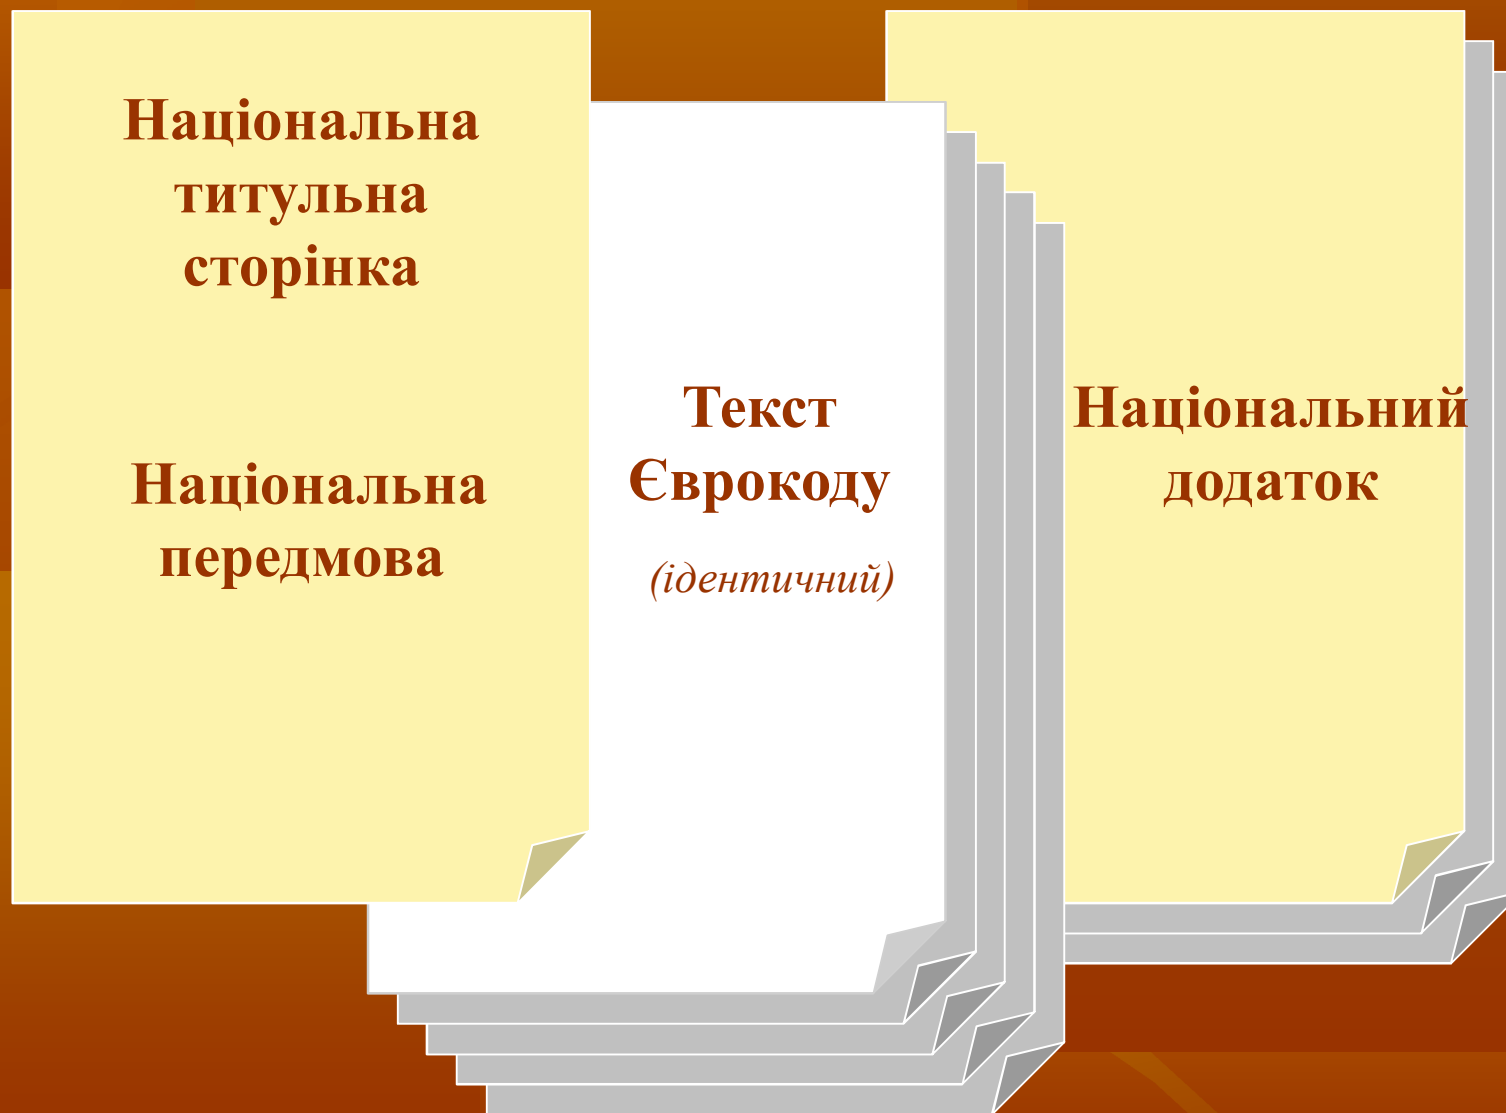 Національна
титульна
сторінка
Національна
передмова
Текст
Єврокоду
(ідентичний)
Національний
додаток